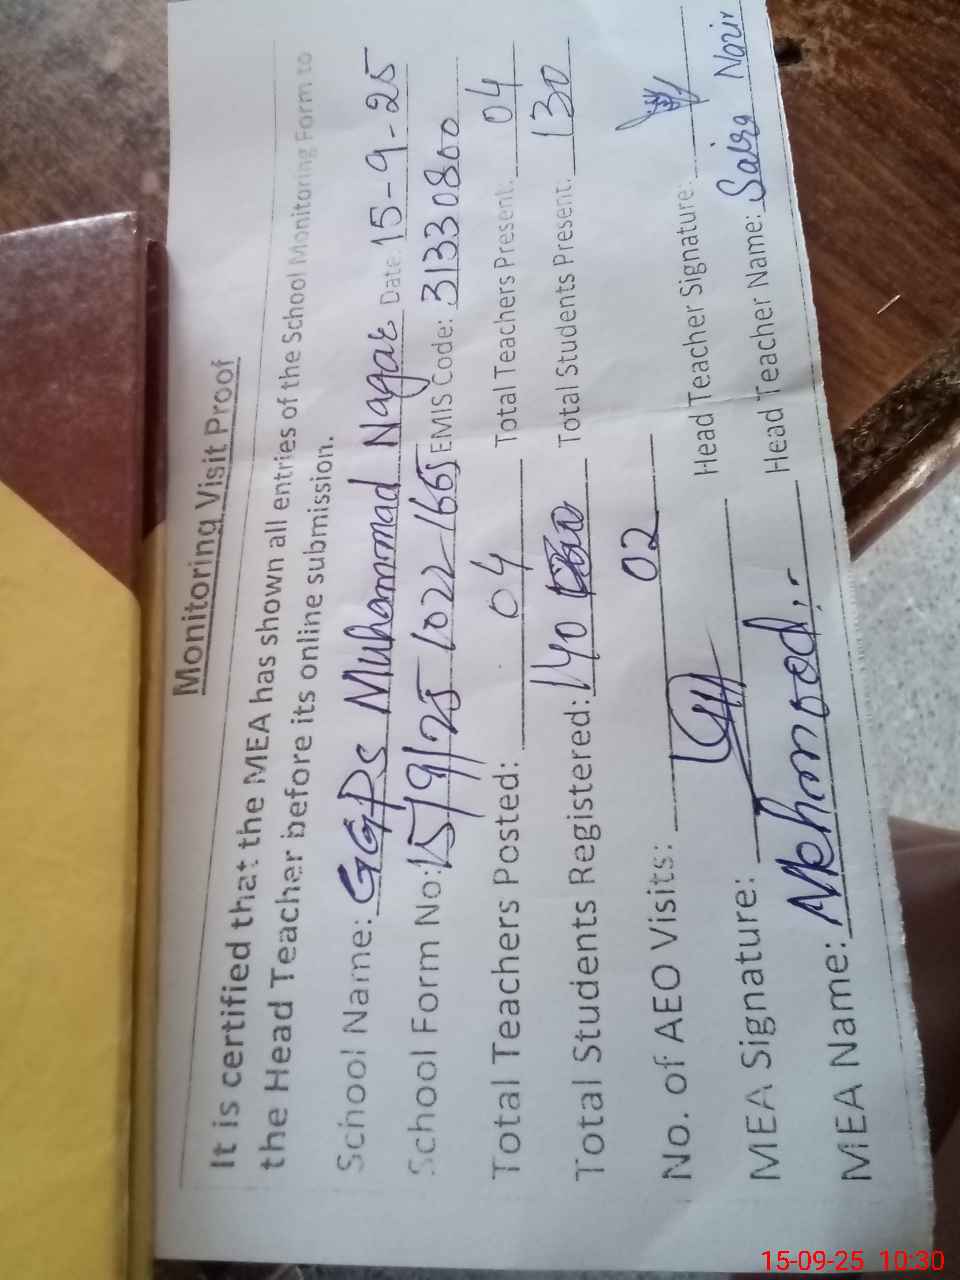 Monitoring Visit Proof
It is certified that the MEA has shown all entries of the School Monitoring Form to
the Head Teacher before its online submission.
School Name: GGPS Muhammad Nagar Date: 15-9-25
School Form No: 15/9/25 1022-1665 EMIS Code: 31330800
Total Teachers Posted: 04 Total Teachers Present: 04
Total Students Registered: 140 Total Students Present: 130
No. of AEO Visits: 02
MEA Signature: Head Teacher Signature:
MEA Name: Mehmood Head Teacher Name: Saira Nazir
15-09-25 10:30